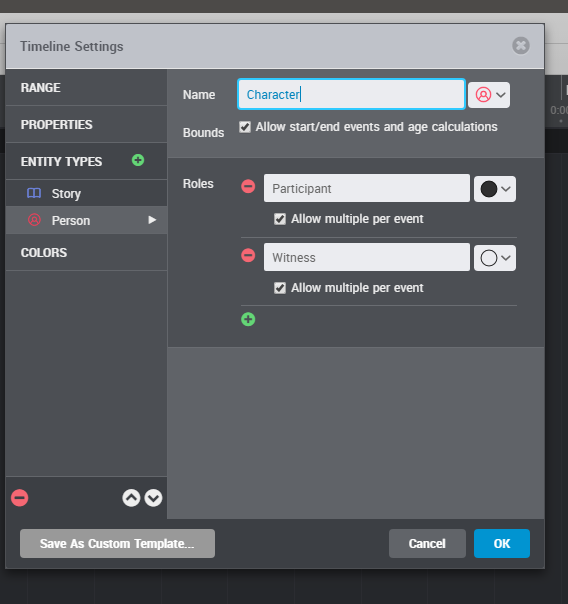 Timeline Settings
RANGE
PROPERTIES
ENTITY TYPES
Story
Person
COLORS
Name Character
Bounds Allow start/end events and age calculations
Roles Participant
Allow multiple per event
Witness
Allow multiple per event
Save As Custom Template...
Cancel
OK